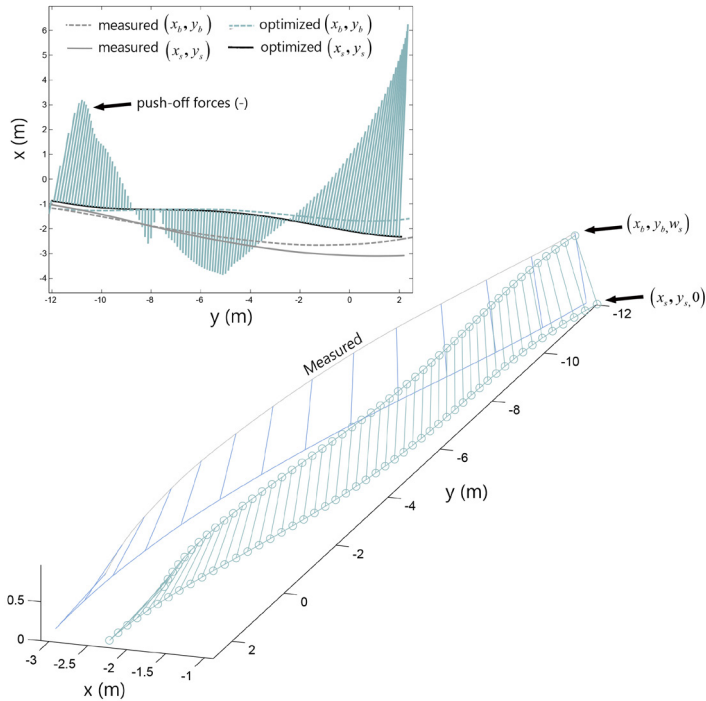 measured (x_b, y_b) optimized (x_b, y_b)
measured (x_s, y_s) optimized (x_s, y_s)
push-off forces (-)
x (m)
6
5
4
3
2
1
0
-1
-2
-3
-4
-12 -10 -8 -6 -4 -2 0 2
y (m)
(x_b, y_b, w_s)
(x_s, y_s, 0)
Measured
-12
-10
-8
-6
-4
-2
0
2
y (m)
0.5
0
-3 -2.5 -2 -1.5 -1
x (m)